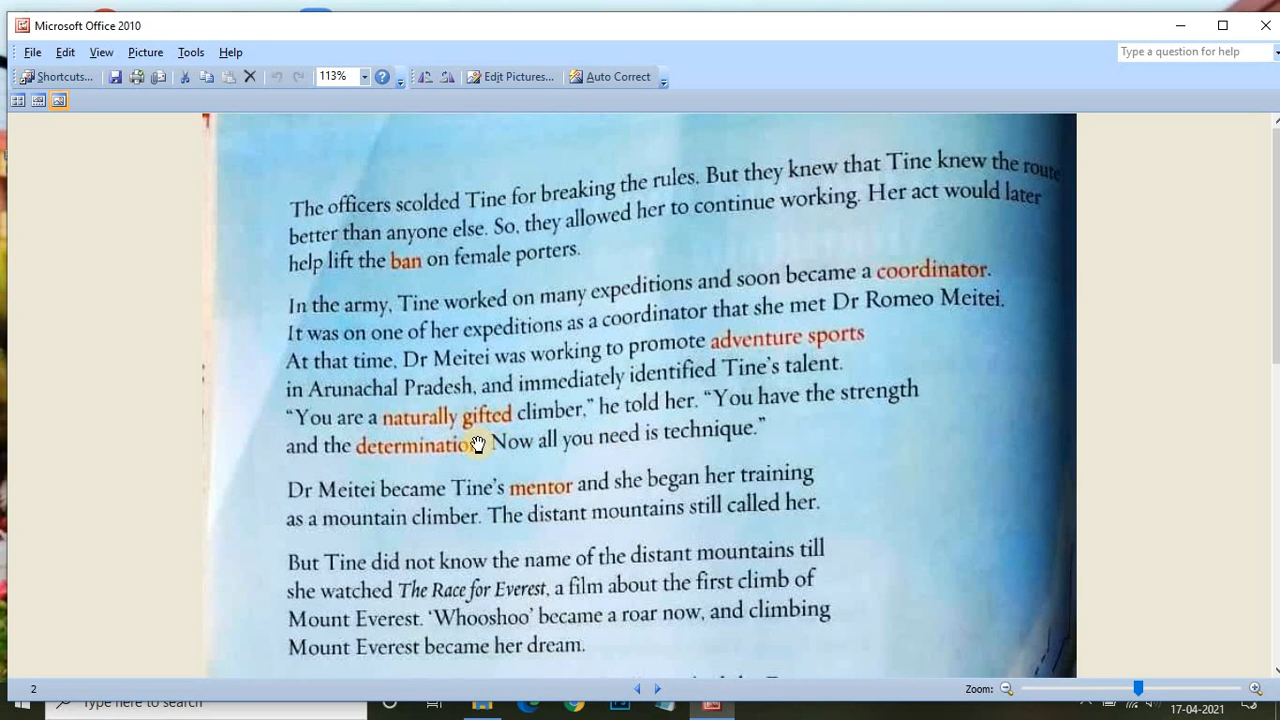 Microsoft Office 2010
File Edit View Picture Tools Help
Type a question for help
Shortcuts... 113% Edit Pictures... Auto Correct
The officers scolded Tine for breaking the rules. But they knew that Tine knew the route
better than anyone else. So, they allowed her to continue working. Her act would later
help lift the ban on female porters.
In the army, Tine worked on many expeditions and soon became a coordinator.
It was on one of her expeditions as a coordinator that she met Dr Romeo Meitei.
At that time, Dr Meitei was working to promote adventure sports
in Arunachal Pradesh, and immediately identified Tine's talent.
“You are a naturally gifted climber,” he told her. “You have the strength
and the determination. Now all you need is technique.”
Dr Meitei became Tine's mentor and she began her training
as a mountain climber. The distant mountains still called her.
But Tine did not know the name of the distant mountains till
she watched The Race for Everest, a film about the first climb of
Mount Everest. ‘Whooshoo’ became a roar now, and climbing
Mount Everest became her dream.
2 Zoom:
Type here to search
17-04-2021